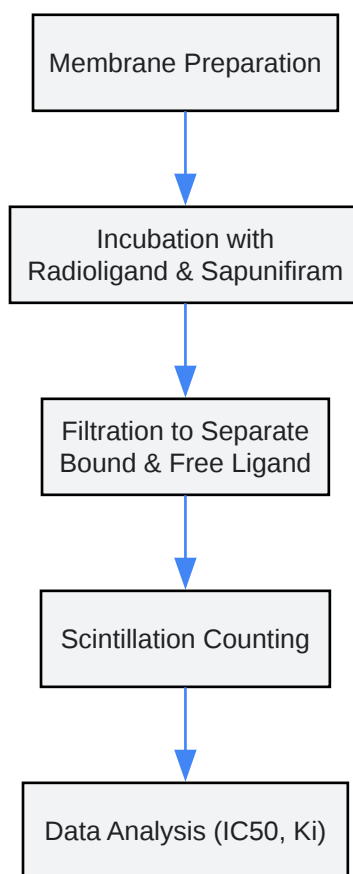 Membrane Preparation
Incubation with
Radioligand & Sapunifiram
Filtration to Separate
Bound & Free Ligand
Scintillation Counting
Data Analysis (IC50, Ki)